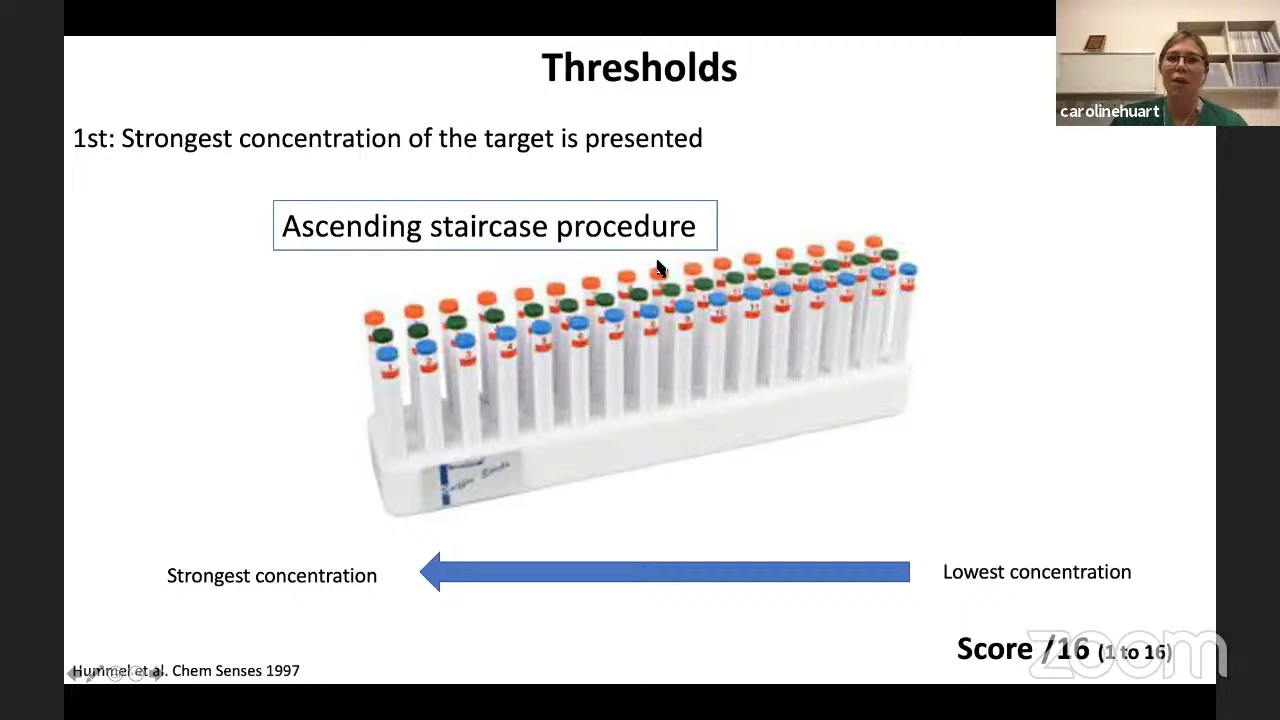 Thresholds
carolinehuart
1st: Strongest concentration of the target is presented
Ascending staircase procedure
Strongest concentration
Lowest concentration
Score /16 (1 to 16)
zoom
Hummel et al. Chem Senses 1997